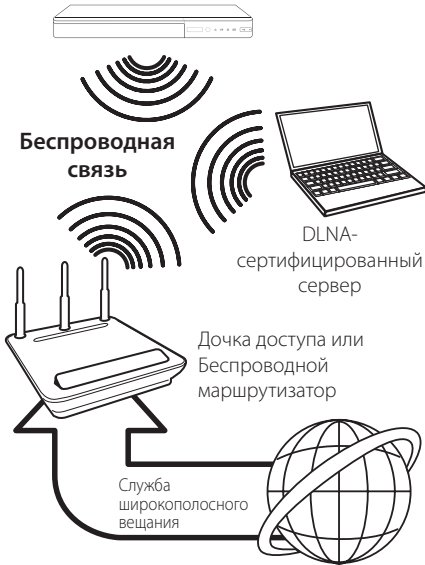 Беспроводная
связь
DLNA-
сертифицированный
сервер
Дочка доступа или
Беспроводной
маршрутизатор
Служба
широкополосного
вещания